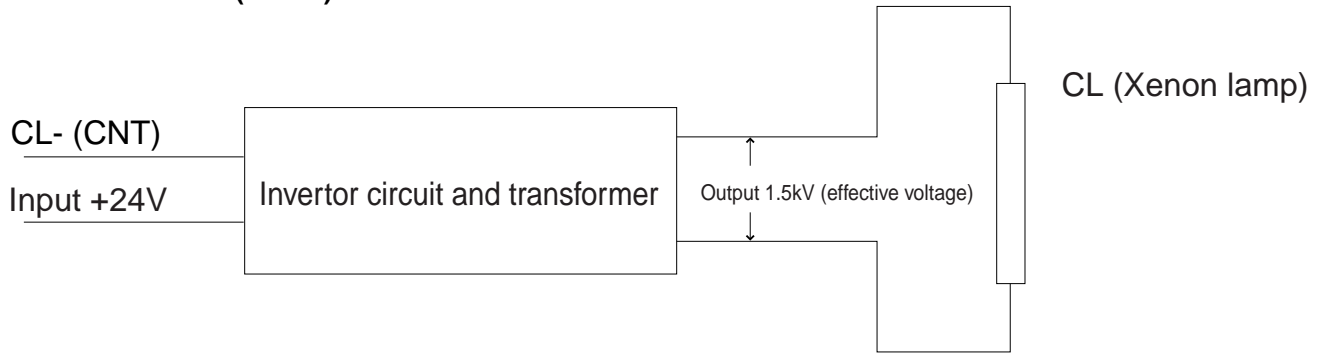 CL (Xenon lamp)
CL- (CNT)
Input +24V
Invertor circuit and transformer
Output 1.5kV (effective voltage)